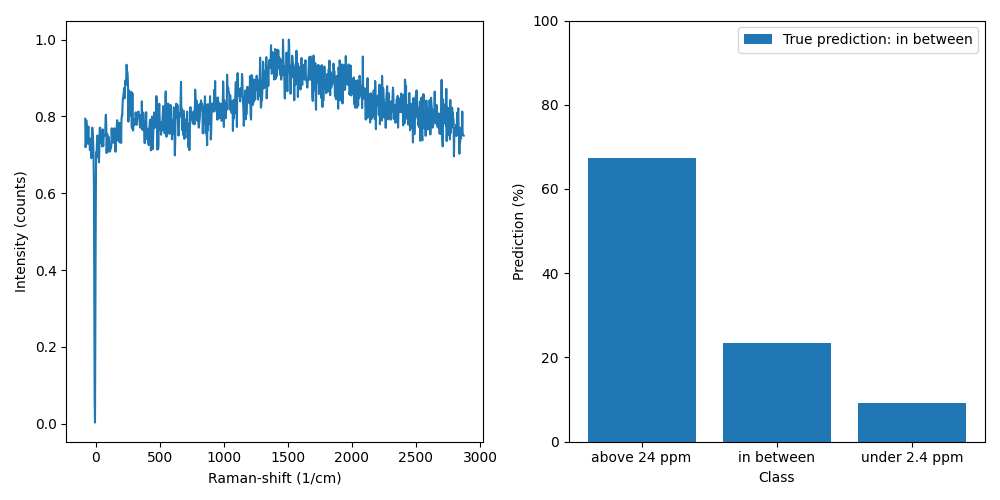 1.0
0.8
0.6
0.4
0.2
0.0
Intensity (counts)
0 500 1000 1500 2000 2500 3000
Raman-shift (1/cm)
100
80
60
40
20
0
Prediction (%)
True prediction: in between
above 24 ppm in between under 2.4 ppm
Class